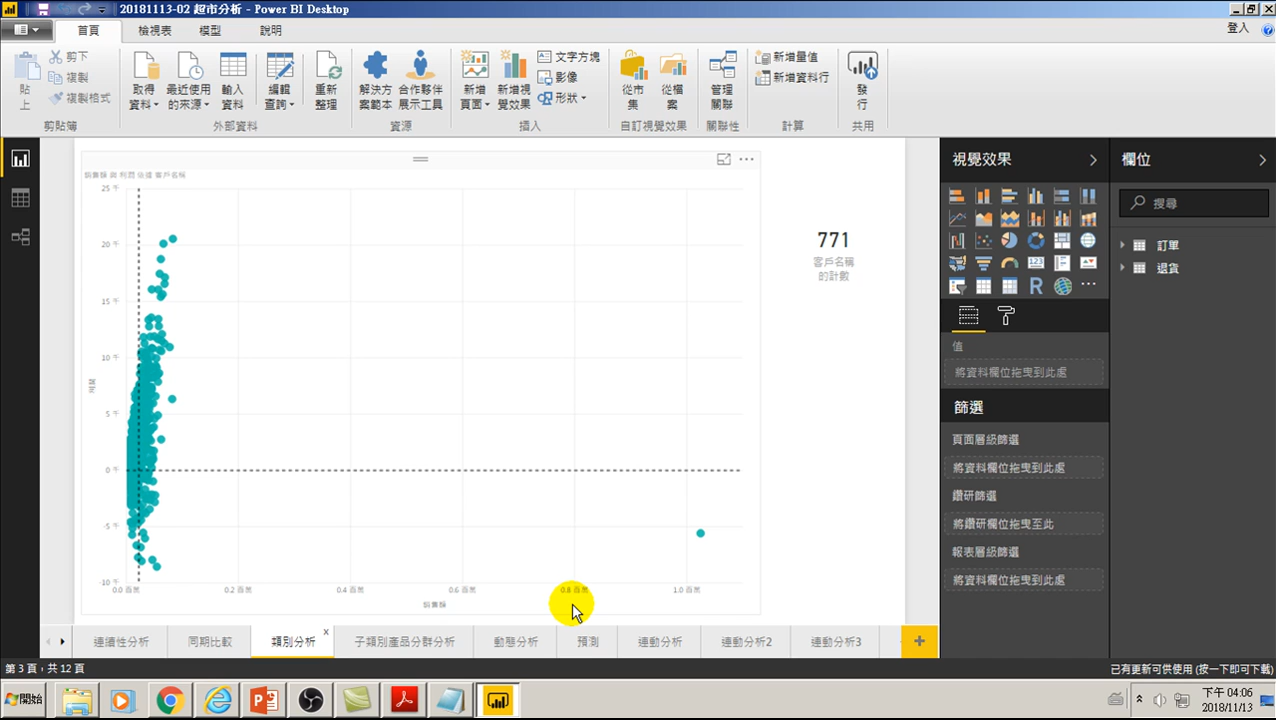 20181113-02 超市分析 - Power BI Desktop
首頁 檢視表 模型 說明 登入
貼上 剪下 複製 複製格式 剪貼簿
取得資料 最近使用的來源 輸入資料 編輯查詢 重新整理 外部資料
解決方案範本 合作夥伴展示工具 資源
新增頁面 新增視覺效果 文字方塊 影像 形狀 插入
從市集 從檔案 自訂視覺效果
管理關聯 關聯性
新增量值 新增資料行 計算
發行 共用
銷售額 與 利潤 依據 客戶名稱
25 千
20 千
15 千
10 千
5 千
0 千
-5 千
-10 千
利潤
0.0 百萬 0.2 百萬 0.4 百萬 0.6 百萬 0.8 百萬 1.0 百萬
銷售額
771
客戶名稱
的計數
視覺效果
值
將資料欄位拖曳到此處
篩選
頁面層級篩選
將資料欄位拖曳到此處
鑽研篩選
將鑽研欄位拖曳至此
報表層級篩選
將資料欄位拖曳到此處
欄位
搜尋
訂單
退貨
連續性分析 同期比較 類別分析 x 子類別產品分群分析 動態分析 預測 連動分析 連動分析2 連動分析3 +
第 3 頁，共 12 頁 已有更新可供使用 (按一下即可下載)
開始 下午 04:06
2018/11/13